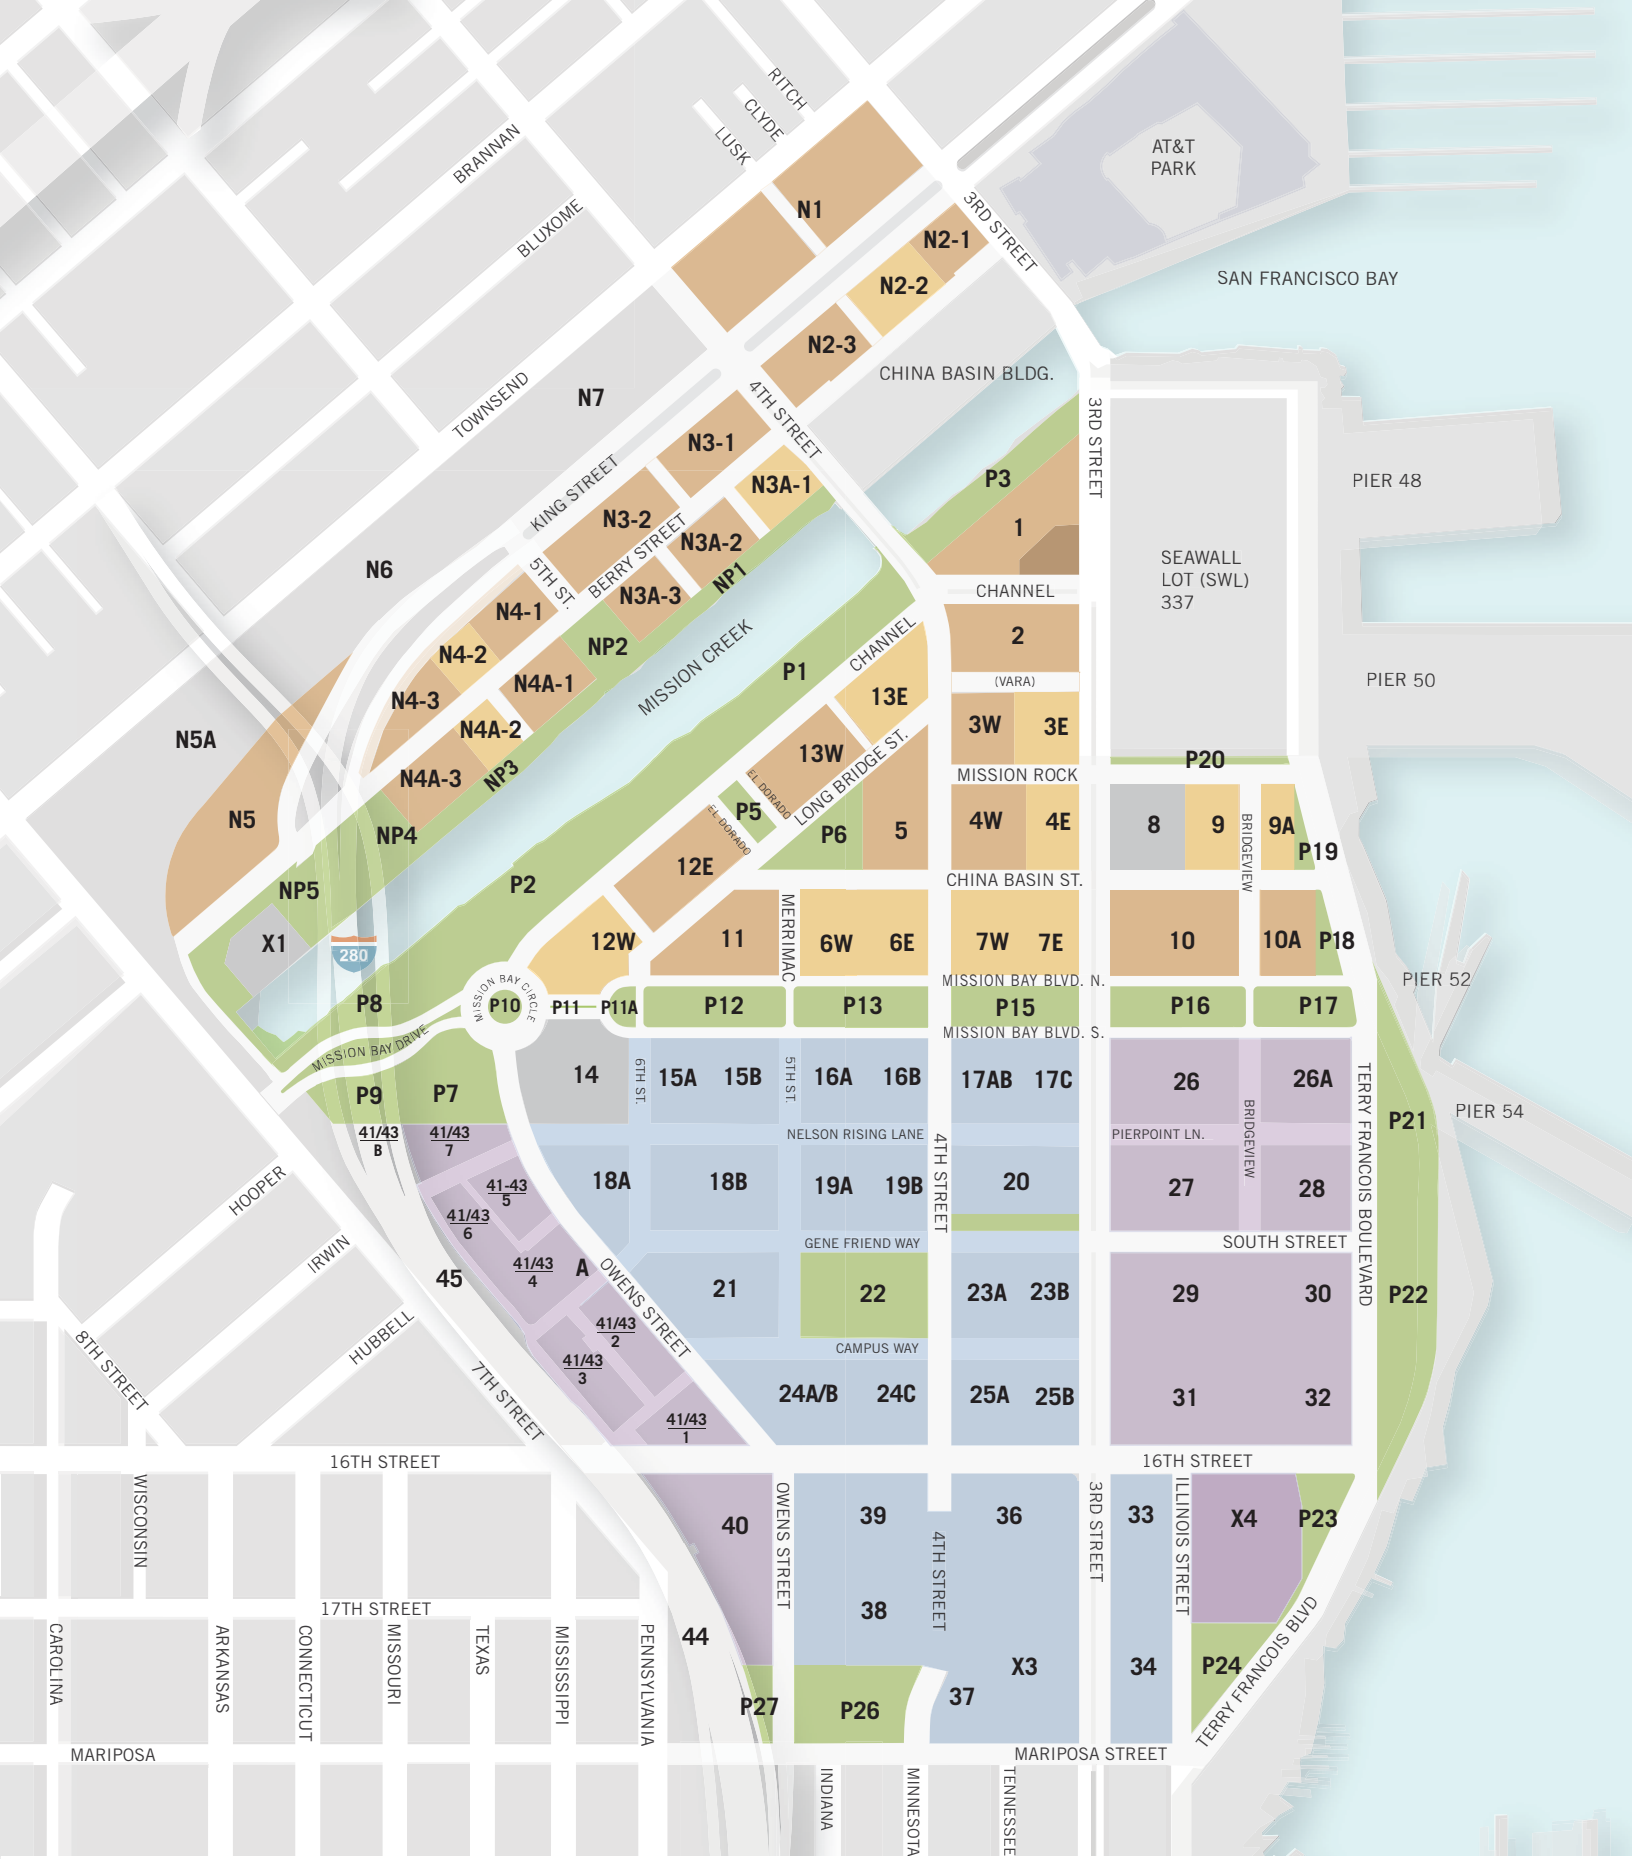 RITCH
CLYDE
LUSK
BRANNAN
BLUXOME
AT&T
PARK
N1
3RD STREET
N2-1
N2-2
SAN FRANCISCO BAY
N2-3
CHINA BASIN BLDG.
TOWNSEND
N7
4TH STREET
3RD STREET
N3-1
KING STREET
N3A-1
P3
PIER 48
N3-2
BERRY STREET
N3A-2
1
N6
5TH ST.
N3A-3
NP1
SEAWALL
LOT (SWL)
337
CHANNEL
N4-1
NP2
MISSION CREEK
CHANNEL
2
N4-2
N4A-1
P1
(VARA)
PIER 50
N4-3
13E
N5A
N4A-2
13W
LONG BRIDGE ST.
3W
3E
N4A-3
NP3
EL DORADO
MISSION ROCK
P20
N5
NP4
P5
EL DORADO
P6
5
4W
4E
8
9
BRIDGEVIEW
9A
P19
12E
P2
CHINA BASIN ST.
NP5
X1
280
12W
11
MERRIMAC
6W
6E
7W
7E
10
10A
P18
MISSION BAY BLVD. N.
PIER 52
P8
MISSION BAY CIRCLE
P10
P11
P11A
P12
P13
P15
P16
P17
MISSION BAY DRIVE
MISSION BAY BLVD. S.
P9
P7
14
6TH ST.
15A
15B
5TH ST.
16A
16B
17AB
17C
26
26A
TERRY FRANCOIS BOULEVARD
P21
PIER 54
41/43
B
41/43
7
NELSON RISING LANE
4TH STREET
PIERPOINT LN.
BRIDGEVIEW
HOOPER
41-43
5
18A
18B
19A
19B
20
27
28
41/43
6
IRWIN
GENE FRIEND WAY
SOUTH STREET
45
41/43
4
A
OWENS STREET
21
22
23A
23B
29
30
P22
8TH STREET
HUBBELL
41/43
2
CAMPUS WAY
41/43
3
7TH STREET
24A/B
24C
25A
25B
31
32
41/43
1
16TH STREET
16TH STREET
WISCONSIN
40
OWENS STREET
39
4TH STREET
36
3RD STREET
33
ILLINOIS STREET
X4
P23
17TH STREET
38
CAROLINA
ARKANSAS
CONNECTICUT
MISSOURI
TEXAS
MISSISSIPPI
PENNSYLVANIA
44
X3
34
P24
TERRY FRANCOIS BLVD
P27
P26
37
MARIPOSA
MARIPOSA STREET
INDIANA
MINNESOTA
TENNESSEE